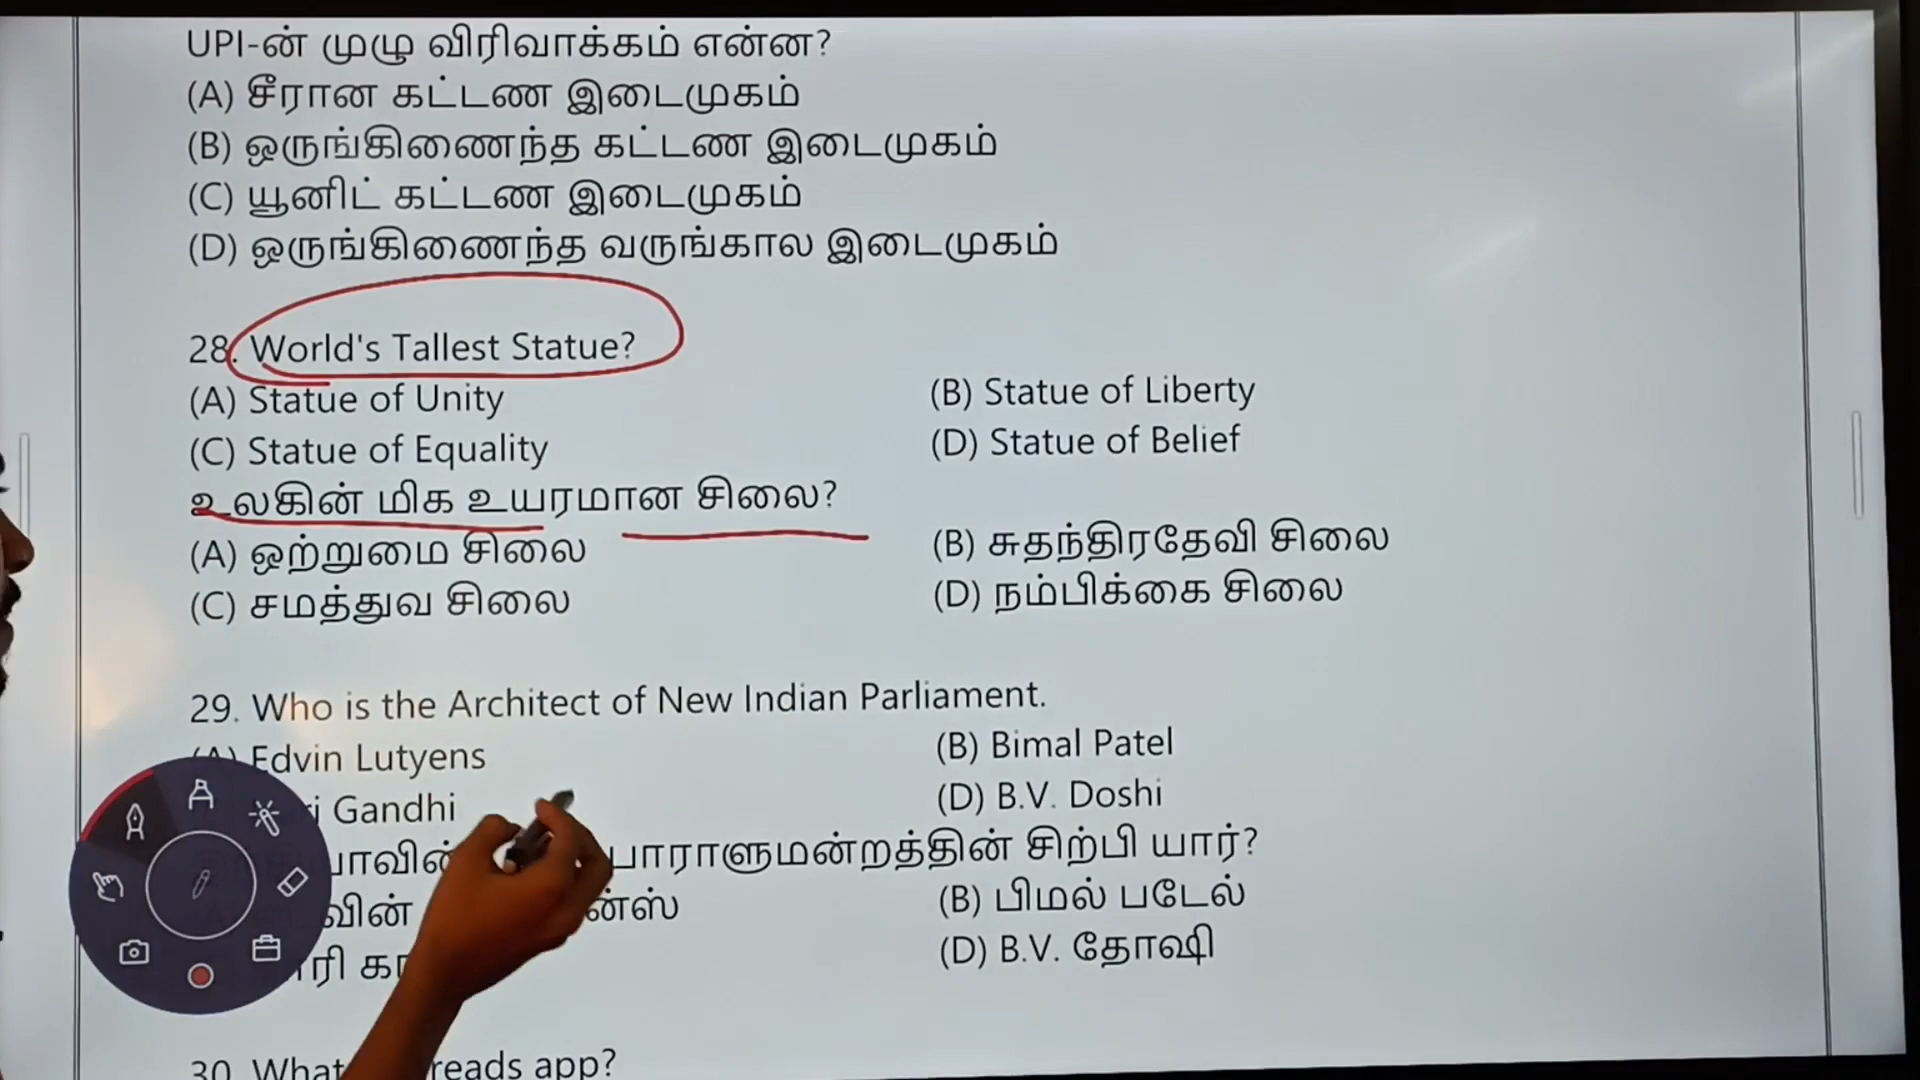 UPI-ன் முழு விரிவாக்கம் என்ன?
(A) சீரான கட்டண இடைமுகம்
(B) ஒருங்கிணைந்த கட்டண இடைமுகம்
(C) யூனிட் கட்டண இடைமுகம்
(D) ஒருங்கிணைந்த வருங்கால இடைமுகம்
28. World's Tallest Statue?
(A) Statue of Unity (B) Statue of Liberty
(C) Statue of Equality (D) Statue of Belief
உலகின் மிக உயரமான சிலை?
(A) ஒற்றுமை சிலை (B) சுதந்திரதேவி சிலை
(C) சமத்துவ சிலை (D) நம்பிக்கை சிலை
29. Who is the Architect of New Indian Parliament.
(A) Edvin Lutyens (B) Bimal Patel
Gandhi (D) B.V. Doshi
பாராளுமன்றத்தின் சிற்பி யார்?
(B) பிமல் படேல்
(D) B.V. தோஷி
30. What app?